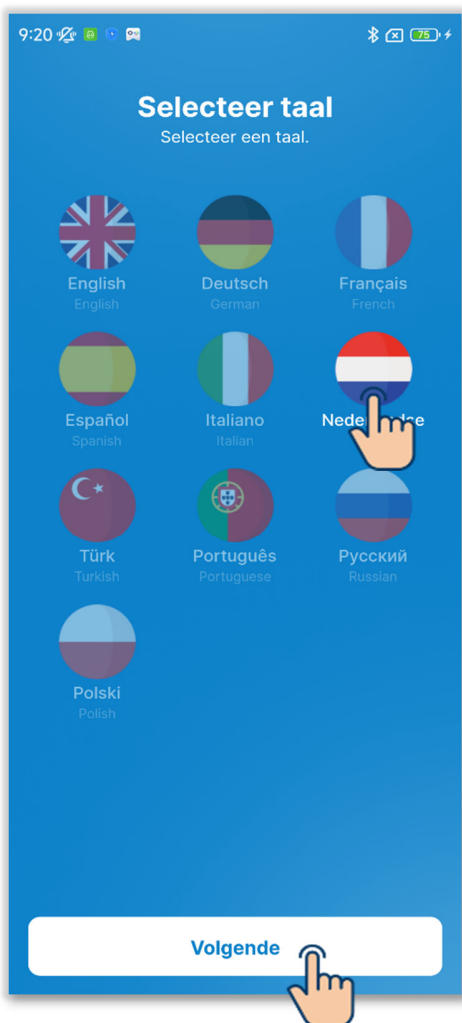 9:20
75
Selecteer taal
Selecteer een taal.
English
English
Deutsch
German
Français
French
Español
Spanish
Italiano
Italian
Türk
Turkish
Português
Portuguese
Русский
Russian
Polski
Polish
Volgende